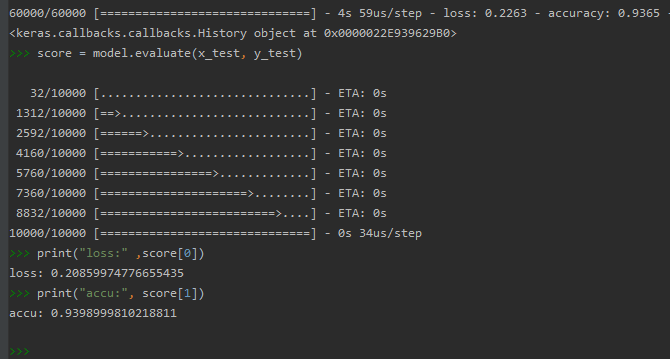 60000/60000 [==============================] - 4s 59us/step - loss: 0.2263 - accuracy: 0.9365 -
<keras.callbacks.callbacks.History object at 0x0000022E939629B0>
>>> score = model.evaluate(x_test, y_test)
32/10000 [..............................] - ETA: 0s
1312/10000 [==>...........................] - ETA: 0s
2592/10000 [======>.......................] - ETA: 0s
4160/10000 [===========>..................] - ETA: 0s
5760/10000 [================>.............] - ETA: 0s
7360/10000 [=====================>........] - ETA: 0s
8832/10000 [=========================>....] - ETA: 0s
10000/10000 [==============================] - 0s 34us/step
>>> print("loss:" ,score[0])
loss: 0.20859974776655435
>>> print("accu:", score[1])
accu: 0.9398999810218811
>>>